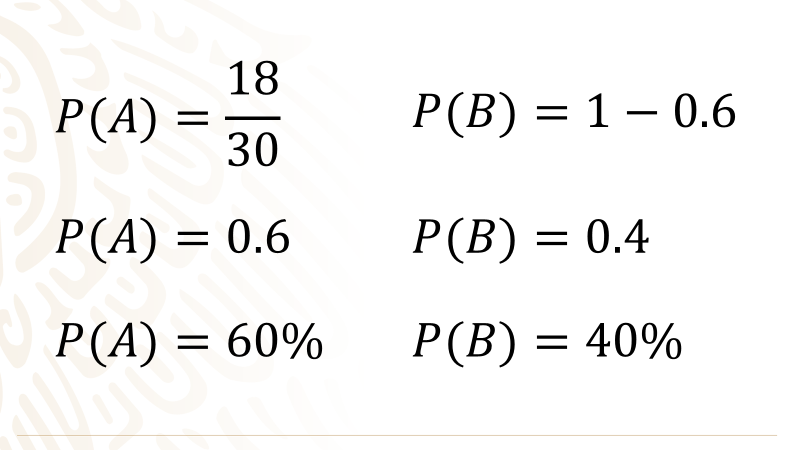 P(A) = 18/30
P(A) = 0.6
P(A) = 60%
P(B) = 1 − 0.6
P(B) = 0.4
P(B) = 40%